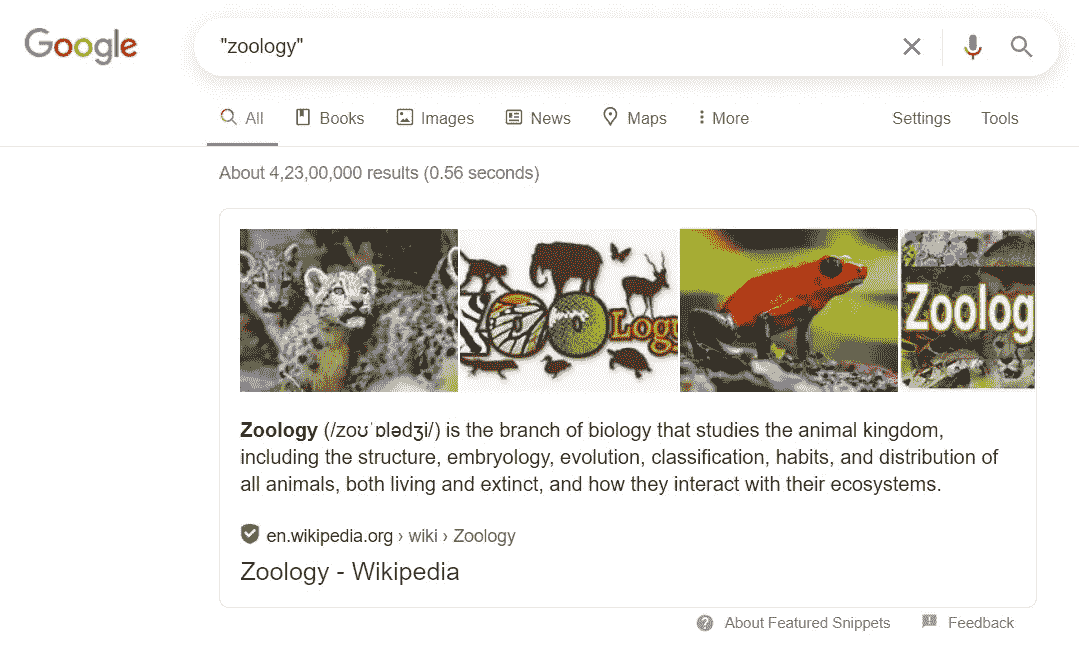 Google
"zoology"
All Books Images News Maps More Settings Tools
About 4,23,00,000 results (0.56 seconds)
ZOO Logy
Zoolog
Zoology (/zoʊˈɒlədʒi/) is the branch of biology that studies the animal kingdom,
including the structure, embryology, evolution, classification, habits, and distribution of
all animals, both living and extinct, and how they interact with their ecosystems.
en.wikipedia.org › wiki › Zoology
Zoology - Wikipedia
About Featured Snippets Feedback